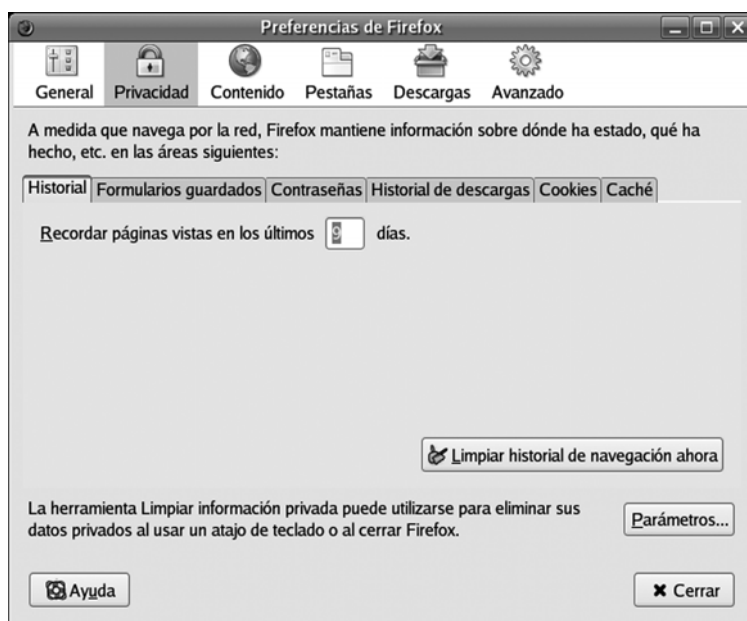 Preferencias de Firefox
General Privacidad Contenido Pestañas Descargas Avanzado
A medida que navega por la red, Firefox mantiene información sobre dónde ha estado, qué ha
hecho, etc. en las áreas siguientes:
Historial Formularios guardados Contraseñas Historial de descargas Cookies Caché
Recordar páginas vistas en los últimos 9 días.
Limpiar historial de navegación ahora
La herramienta Limpiar información privada puede utilizarse para eliminar sus
datos privados al usar un atajo de teclado o al cerrar Firefox.
Parámetros...
Ayuda
Cerrar